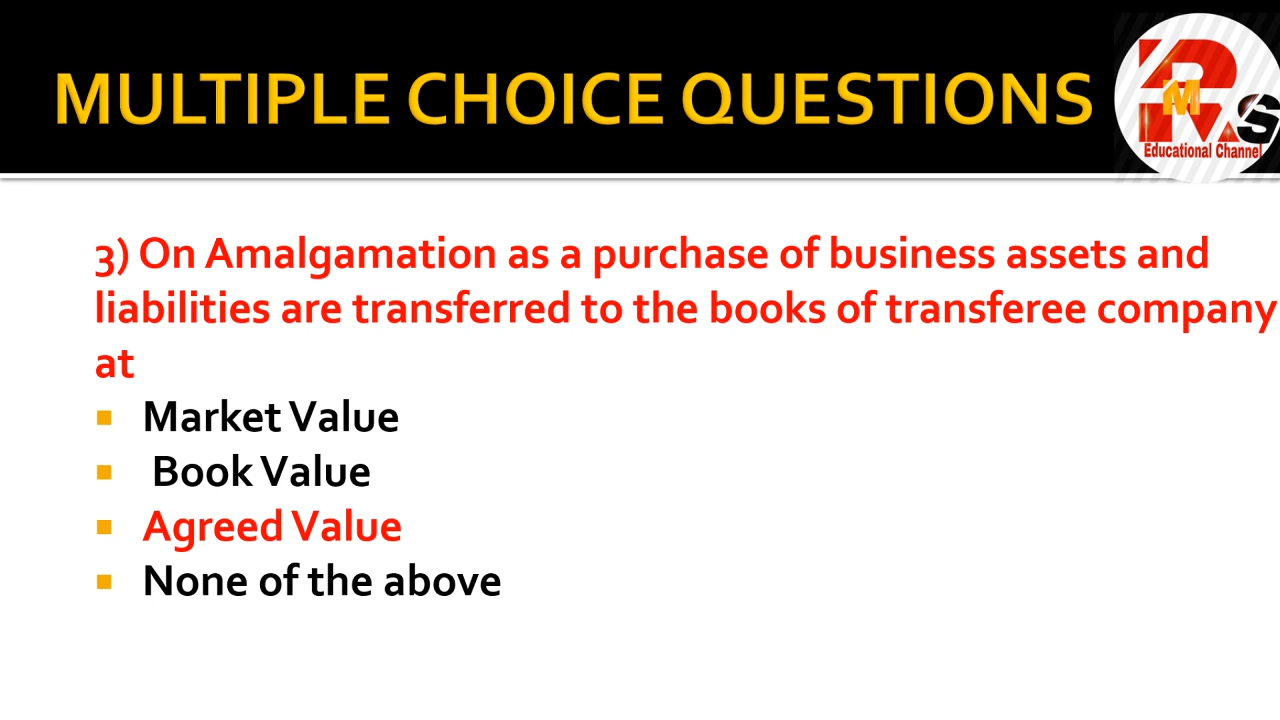 MULTIPLE CHOICE QUESTIONS
M
S
Educational Channel
3) On Amalgamation as a purchase of business assets and
liabilities are transferred to the books of transferee company
at
Market Value
Book Value
Agreed Value
None of the above